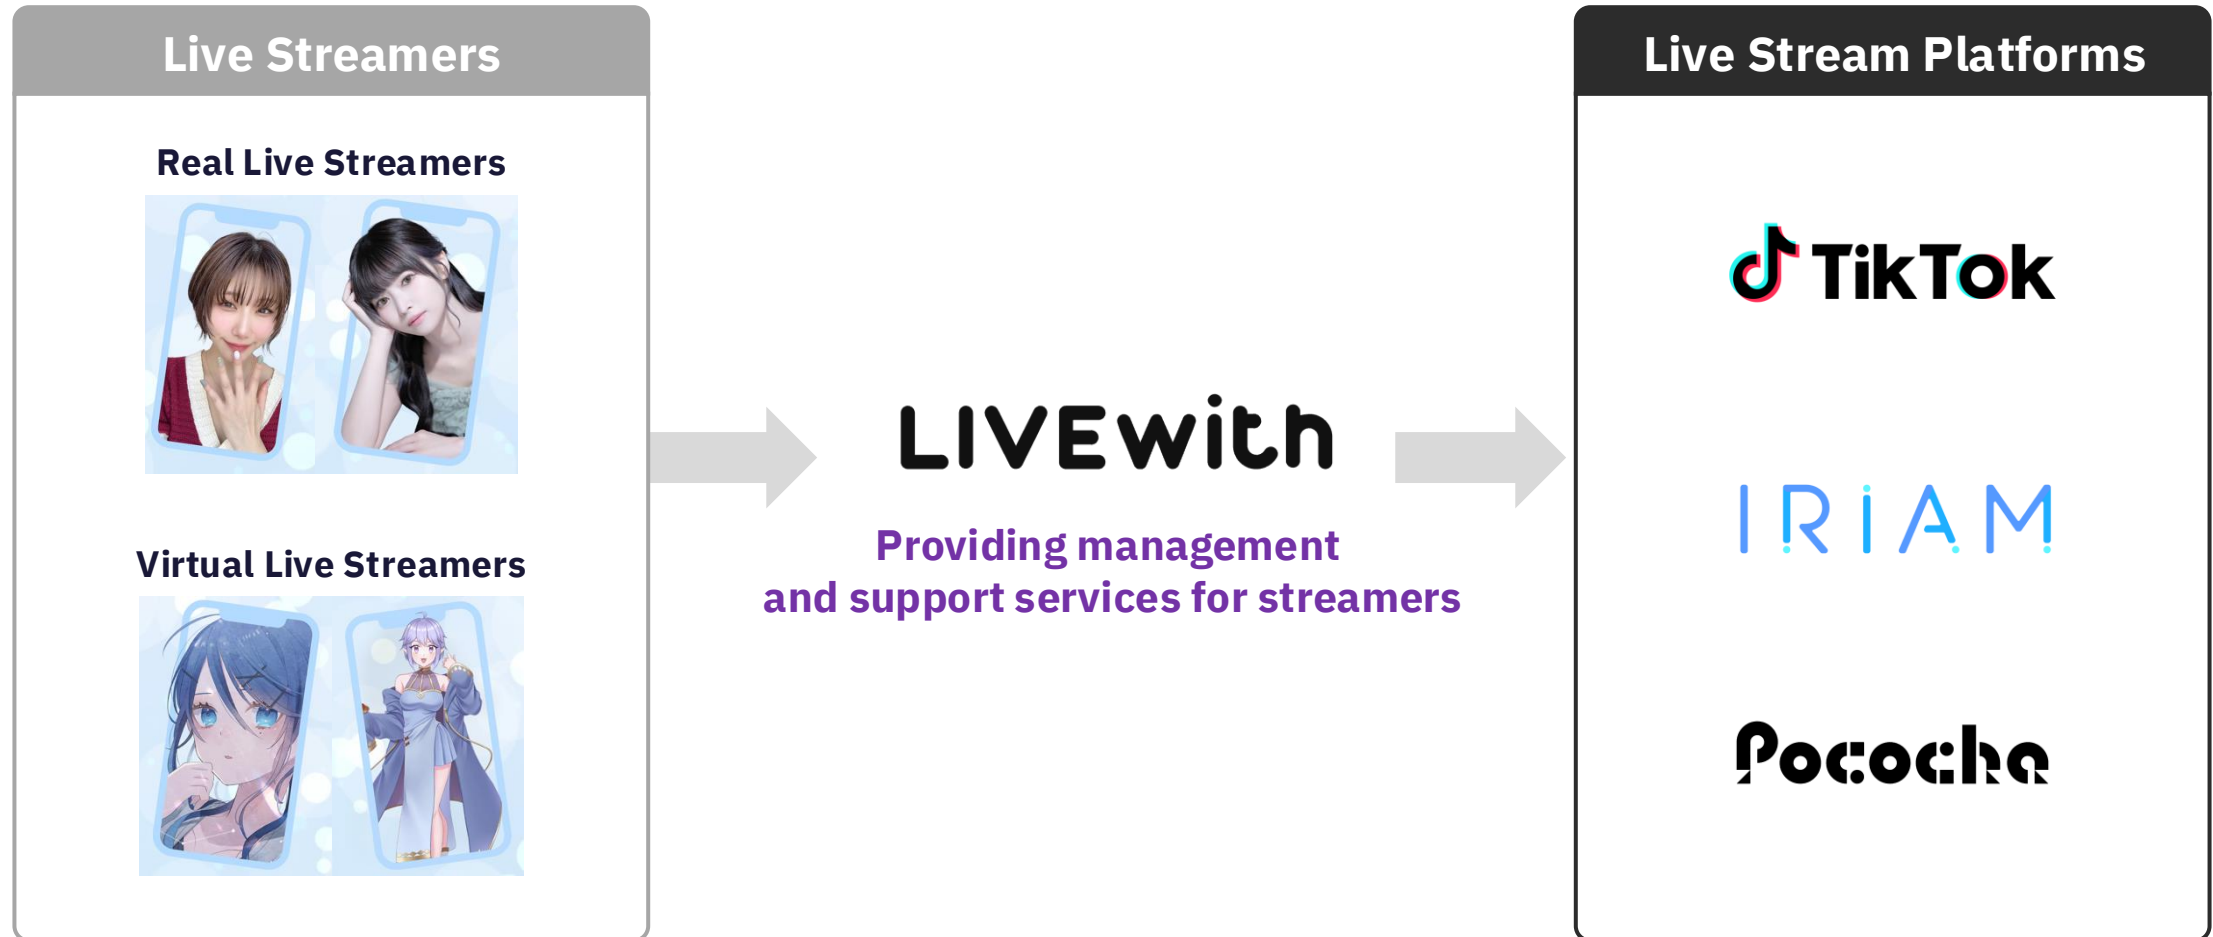 Live Streamers
Real Live Streamers
Virtual Live Streamers
LIVEwith
Providing management
and support services for streamers
Live Stream Platforms
TikTok
IRIAM
Pococha